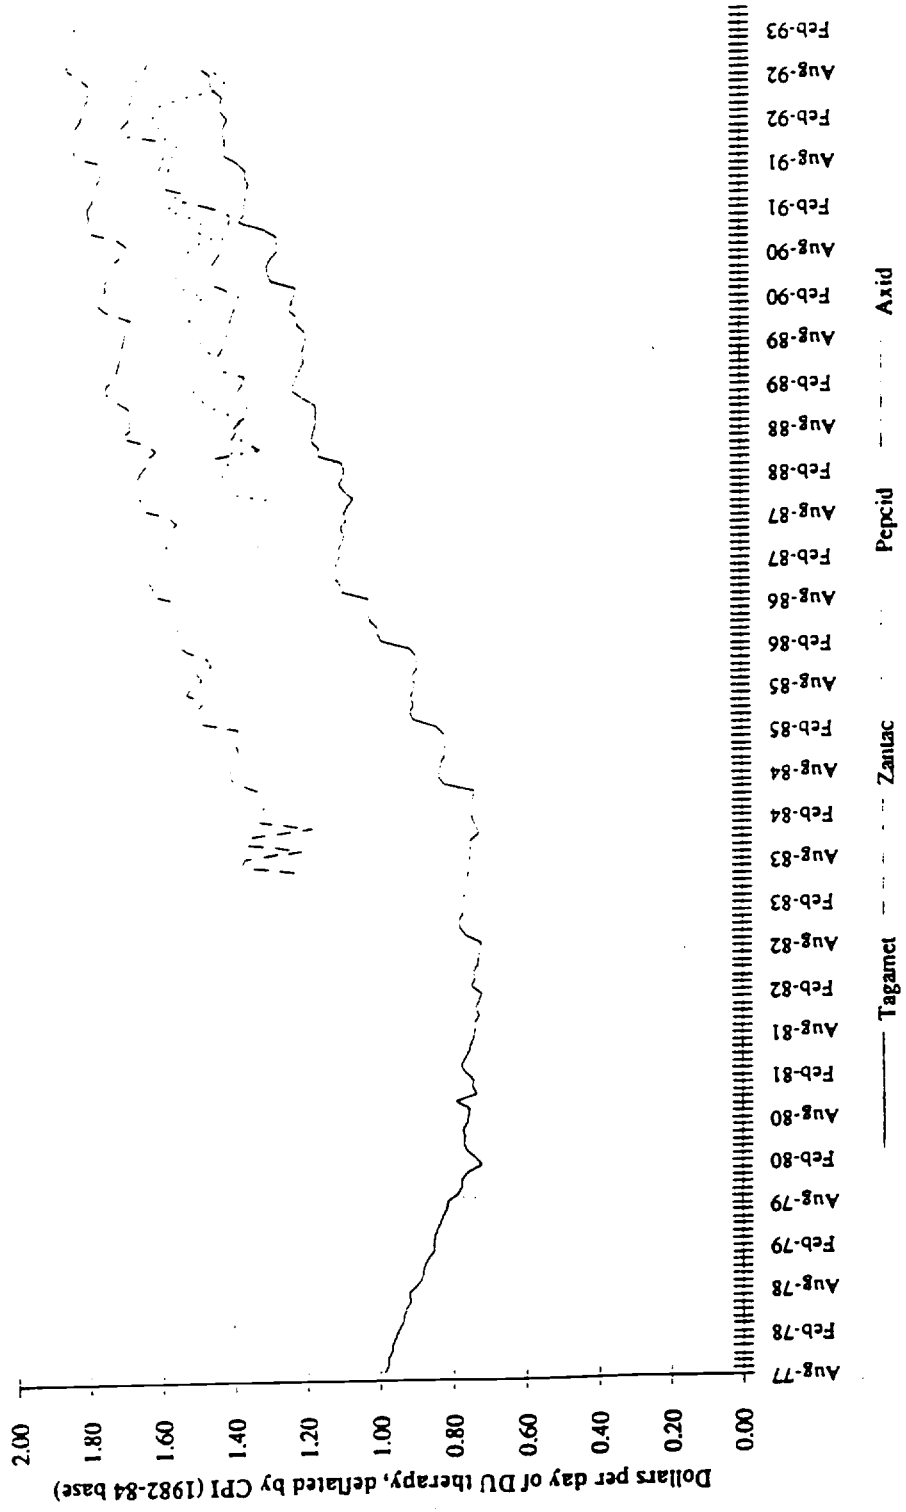 Dollars per day of DU therapy, deflated by CPI (1982-84 base)
2.00
1.80
1.60
1.40
1.20
1.00
0.80
0.60
0.40
0.20
0.00
Aug-77
Feb-78
Aug-78
Feb-79
Aug-79
Feb-80
Aug-80
Feb-81
Aug-81
Feb-82
Aug-82
Feb-83
Aug-83
Feb-84
Aug-84
Feb-85
Aug-85
Feb-86
Aug-86
Feb-87
Aug-87
Feb-88
Aug-88
Feb-89
Aug-89
Feb-90
Aug-90
Feb-91
Aug-91
Feb-92
Aug-92
Feb-93
Tagamet Zantac Pepcid Axid